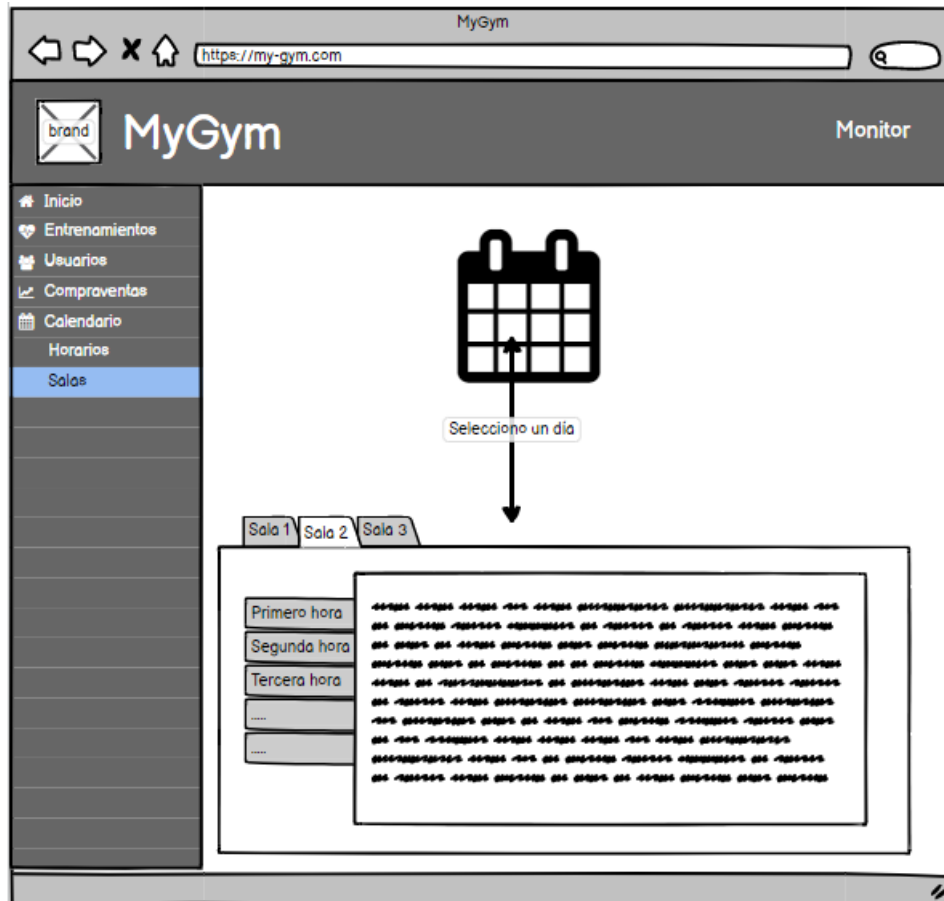 MyGym
https://my-gym.com
brand
MyGym
Monitor
Inicio
Entrenamientos
Usuarios
Compraventas
Calendario
Horarios
Salas
Selecciono un día
Sala 1
Sala 2
Sala 3
Primero hora
Segunda hora
Tercera hora
.....
.....